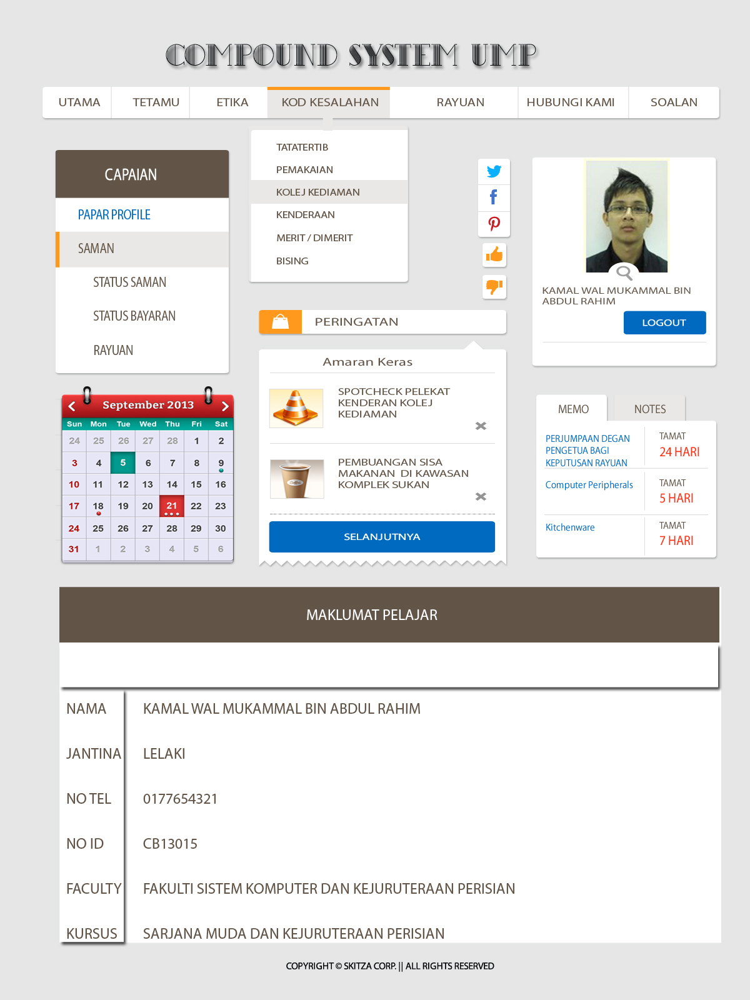 COMPOUND SYSTEM UMP
UTAMA TETAMU ETIKA KOD KESALAHAN RAYUAN HUBUNGI KAMI SOALAN
TATATERTIB
PEMAKAIAN
KOLEJ KEDIAMAN
KENDERAAN
MERIT / DIMERIT
BISING
CAPAIAN
PAPAR PROFILE
SAMAN
STATUS SAMAN
STATUS BAYARAN
RAYUAN
KAMAL WAL MUKAMMAL BIN
ABDUL RAHIM
LOGOUT
PERINGATAN
Amaran Keras
SPOTCHECK PELEKAT
KENDERAN KOLEJ
KEDIAMAN
PEMBUANGAN SISA
MAKANAN DI KAWASAN
KOMPLEK SUKAN
SELANJUTNYA
September 2013
Sun Mon Tue Wed Thu Fri Sat
24 25 26 27 28 1 2
3 4 5 6 7 8 9
10 11 12 13 14 15 16
17 18 19 20 21 22 23
24 25 26 27 28 29 30
31 1 2 3 4 5 6
MEMO NOTES
PERJUMPAAN DEGAN
PENGETUA BAGI
KEPUTUSAN RAYUAN
TAMAT
24 HARI
Computer Peripherals
TAMAT
5 HARI
Kitchenware
TAMAT
7 HARI
MAKLUMAT PELAJAR
NAMA KAMAL WAL MUKAMMAL BIN ABDUL RAHIM
JANTINA LELAKI
NO TEL 0177654321
NO ID CB13015
FACULTY FAKULTI SISTEM KOMPUTER DAN KEJURUTERAAN PERISIAN
KURSUS SARJANA MUDA DAN KEJURUTERAAN PERISIAN
COPYRIGHT © SKITZA CORP. || ALL RIGHTS RESERVED